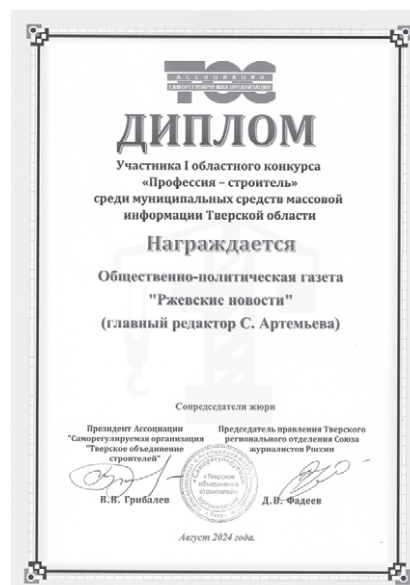 АССОЦИАЦИЯ
ТОС
САМОРЕГУЛИРУЕМАЯ ОРГАНИЗАЦИЯ
ДИПЛОМ
Участника I областного конкурса
«Профессия – строитель»
среди муниципальных средств массовой
информации Тверской области
Награждается
Общественно-политическая газета
"Ржевские новости"
(главный редактор С. Артемьева)
Сопредседатели жюри
Президент Ассоциации
"Саморегулируемая организация
"Тверское объединение
строителей"
В.В. Грибалев
Председатель правления Тверского
регионального отделения Союза
журналистов России
Д.В. Фадеев
«Тверское
объединение
строителей»
Август 2024 года.